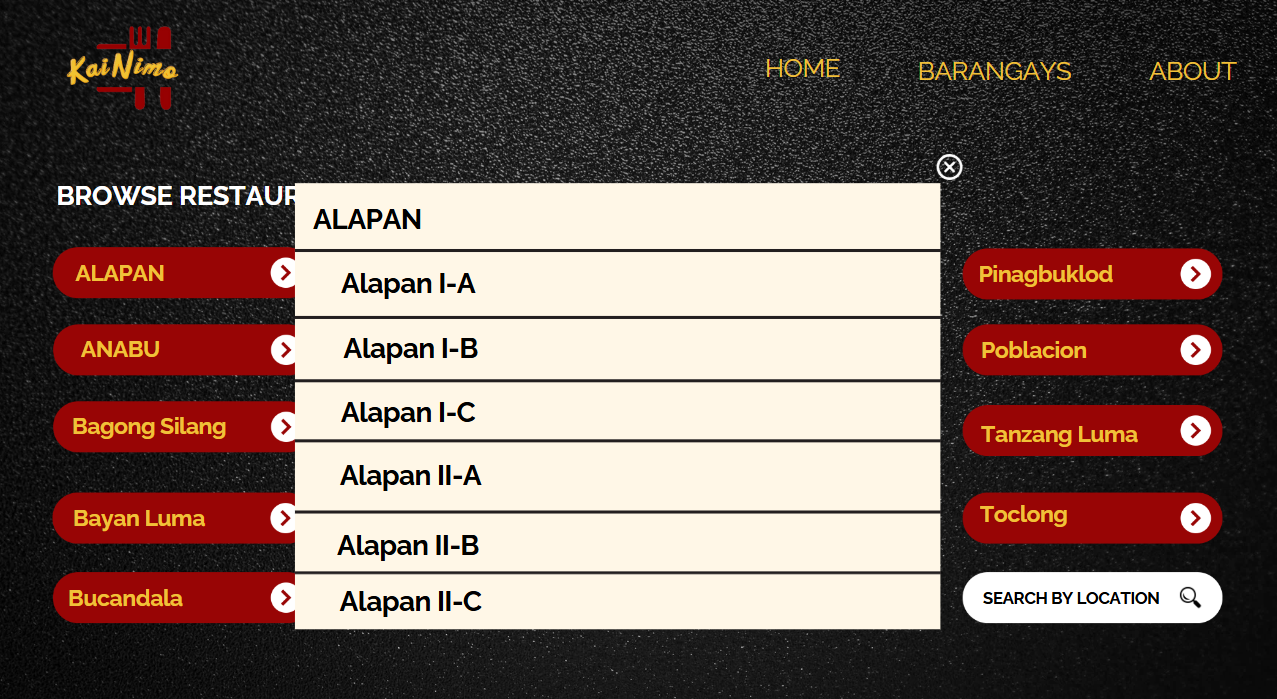 KaiNimo
HOME
BARANGAYS
ABOUT
BROWSE RESTAUR
ALAPAN
ANABU
Bagong Silang
Bayan Luma
Bucandala
ALAPAN
Alapan I-A
Alapan I-B
Alapan I-C
Alapan II-A
Alapan II-B
Alapan II-C
Pinagbuklod
Poblacion
Tanzang Luma
Toclong
SEARCH BY LOCATION